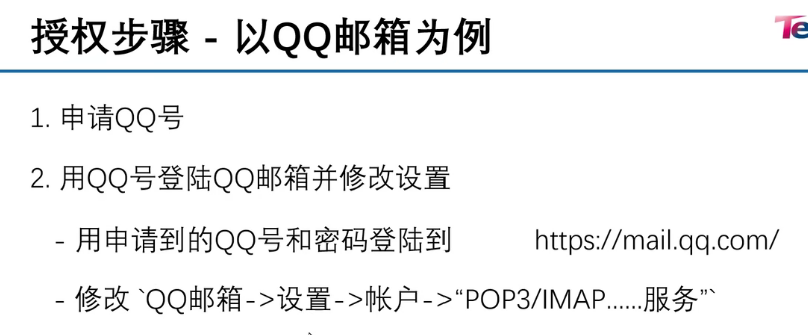 授权步骤 - 以QQ邮箱为例
Te
1. 申请QQ号
2. 用QQ号登陆QQ邮箱并修改设置
- 用申请到的QQ号和密码登陆到 https://mail.qq.com/
- 修改 `QQ邮箱->设置->帐户->“POP3/IMAP......服务”`